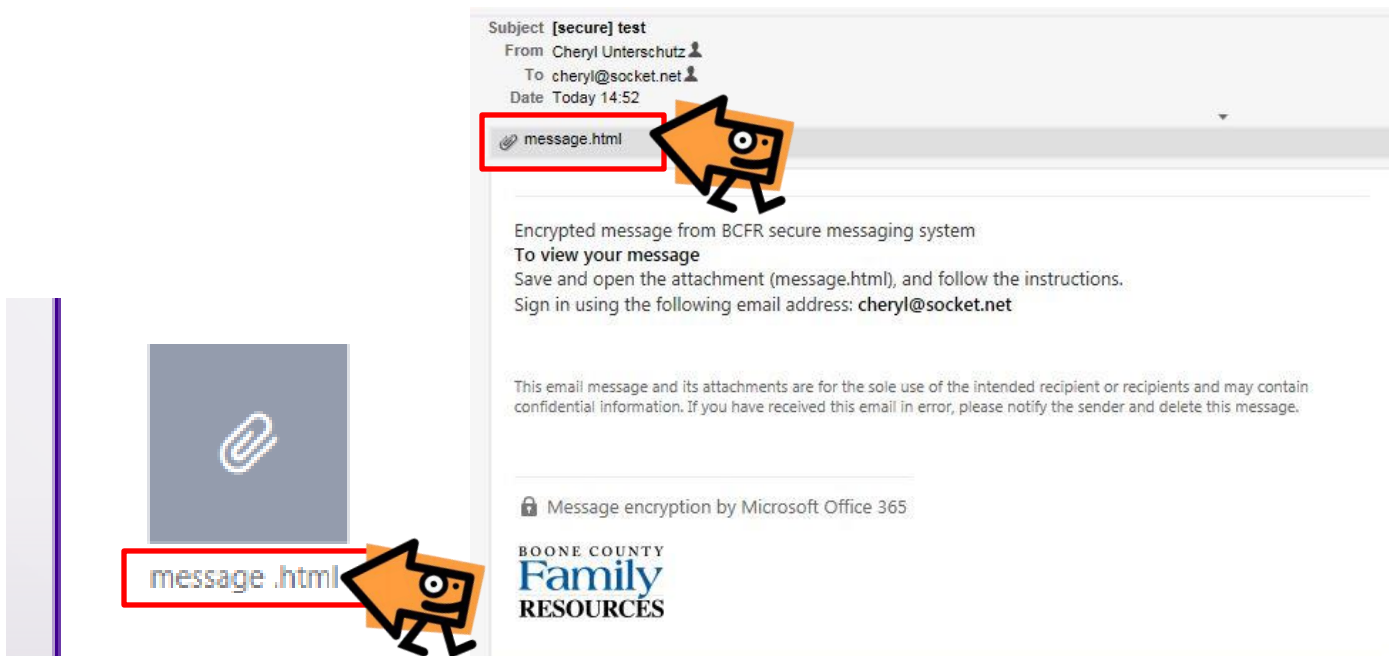 Subject [secure] test
From Cheryl Unterschutz
To cheryl@socket.net
Date Today 14:52
message.html
Encrypted message from BCFR secure messaging system
To view your message
Save and open the attachment (message.html), and follow the instructions.
Sign in using the following email address: cheryl@socket.net
This email message and its attachments are for the sole use of the intended recipient or recipients and may contain
confidential information. If you have received this email in error, please notify the sender and delete this message.
Message encryption by Microsoft Office 365
BOONE COUNTY
Family
RESOURCES
message .html